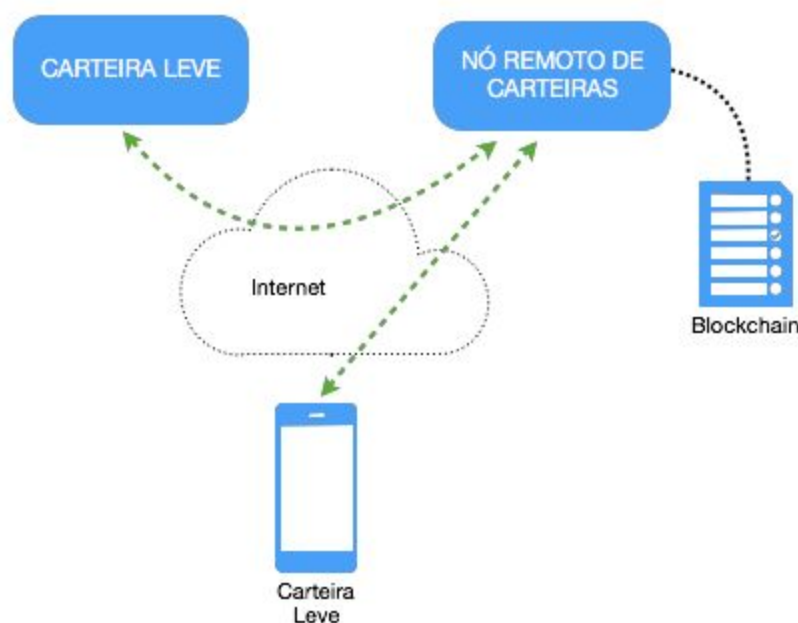 CARTEIRA LEVE
NÓ REMOTO DE
CARTEIRAS
Internet
Blockchain
Carteira
Leve